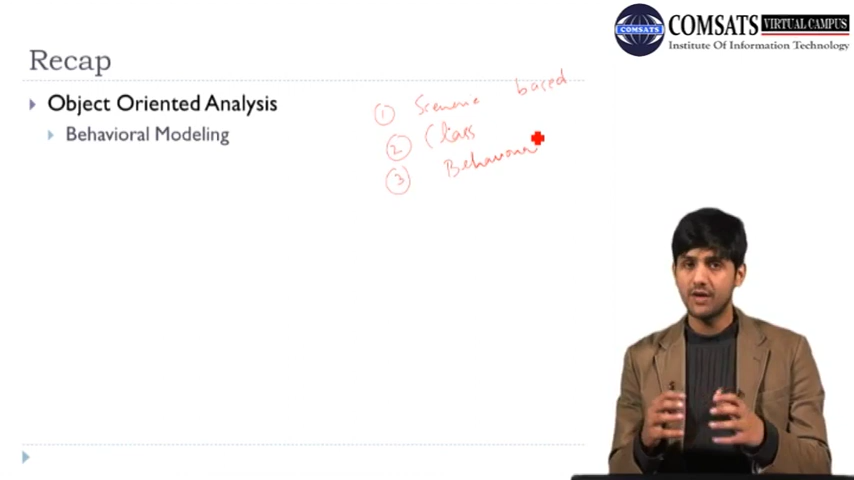 COMSATS VIRTUAL CAMPUS
Institute Of Information Technology
COMSATS
Recap
Object Oriented Analysis
Behavioral Modeling
1 Scenario based
2 Class
3 Behaviour